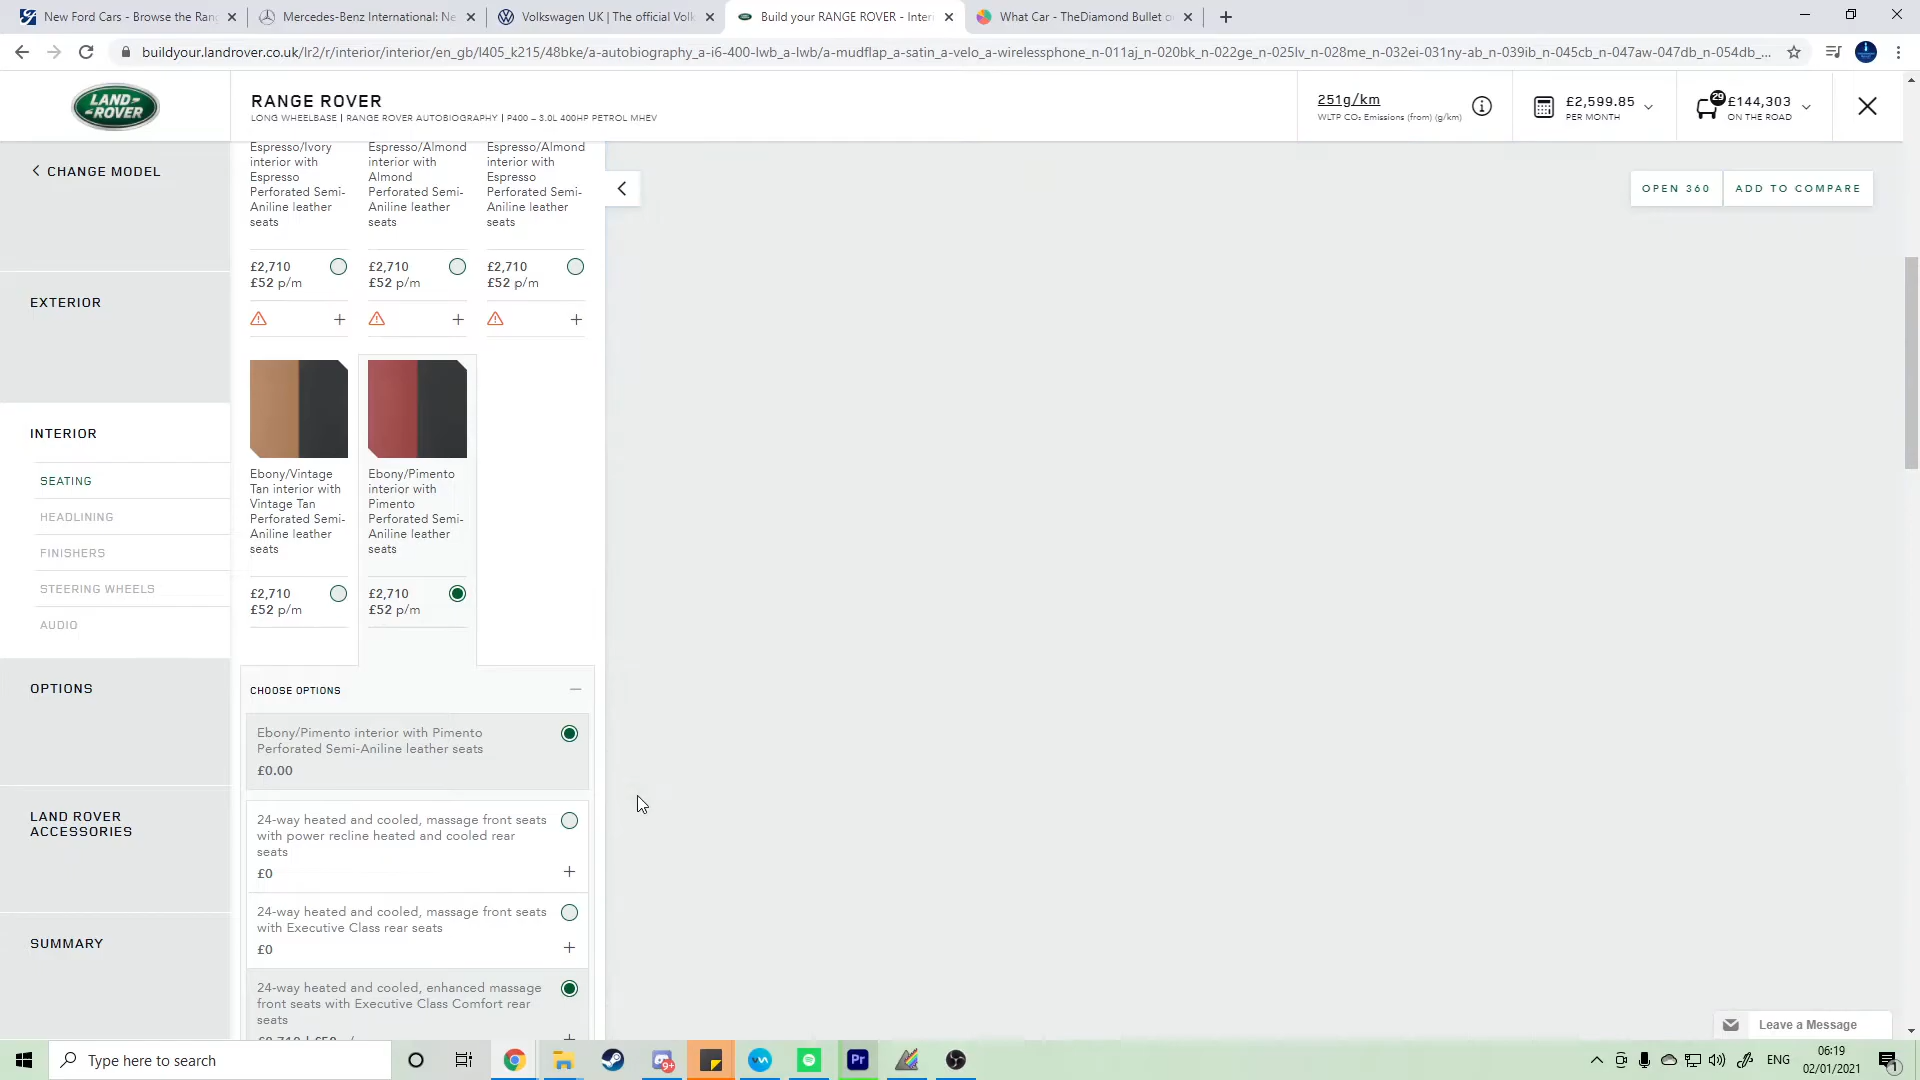 New Ford Cars - Browse the Ran
Mercedes-Benz International: Ne
Volkswagen UK | The official Volk
Build your RANGE ROVER - Interi
What Car - TheDiamond Bullet o
buildyour.landrover.co.uk/lr2/r/interior/interior/en_gb/l405_k215/48bke/a-autobiography_a-i6-400-lwb_a-lwb/a-mudflap_a-satin_a-velo_a-wirelessphone_n-011aj_n-020bk_n-022ge_n-025lv_n-028me_n-032ei-031ny-ab_n-039ib_n-045cb_n-047aw-047db_n-054db_...
LAND-
ROVER
RANGE ROVER
LONG WHEELBASE | RANGE ROVER AUTOBIOGRAPHY | P400 – 3.0L 400HP PETROL MHEV
251g/km
WLTP CO₂ Emissions (from) (g/km)
£2,599.85
PER MONTH
29
£144,303
ON THE ROAD
CHANGE MODEL
EXTERIOR
INTERIOR
SEATING
HEADLINING
FINISHERS
STEERING WHEELS
AUDIO
OPTIONS
LAND ROVER
ACCESSORIES
SUMMARY
Espresso/Ivory
interior with
Espresso
Perforated Semi-
Aniline leather
seats
£2,710
£52 p/m
Espresso/Almond
interior with
Almond
Perforated Semi-
Aniline leather
seats
£2,710
£52 p/m
Espresso/Almond
interior with
Espresso
Perforated Semi-
Aniline leather
seats
£2,710
£52 p/m
Ebony/Vintage
Tan interior with
Vintage Tan
Perforated Semi-
Aniline leather
seats
£2,710
£52 p/m
Ebony/Pimento
interior with
Pimento
Perforated Semi-
Aniline leather
seats
£2,710
£52 p/m
CHOOSE OPTIONS
Ebony/Pimento interior with Pimento
Perforated Semi-Aniline leather seats
£0.00
24-way heated and cooled, massage front seats
with power recline heated and cooled rear
seats
£0
24-way heated and cooled, massage front seats
with Executive Class rear seats
£0
24-way heated and cooled, enhanced massage
front seats with Executive Class Comfort rear
seats
OPEN 360
ADD TO COMPARE
Leave a Message
Type here to search
9+
Pr
ENG
06:19
02/01/2021
1